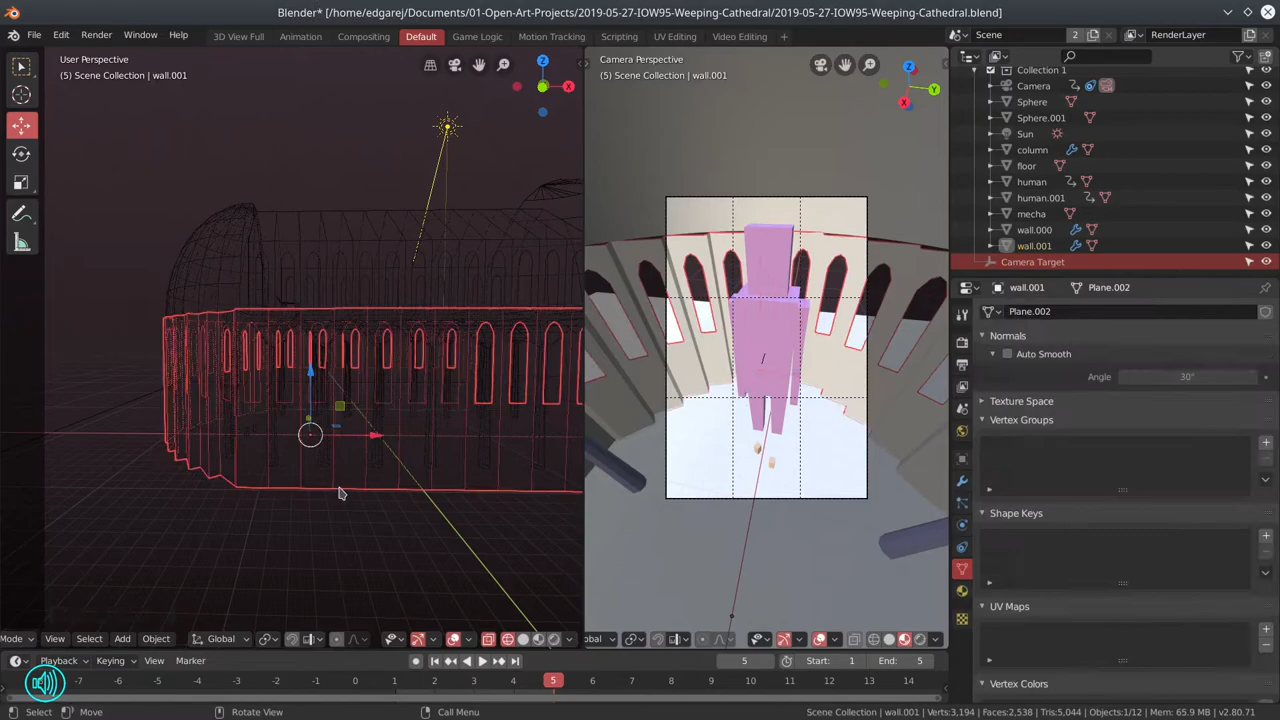 Blender* [/home/edgarej/Documents/01-Open-Art-Projects/2019-05-27-IOW95-Weeping-Cathedral/2019-05-27-IOW95-Weeping-Cathedral.blend]
File Edit Render Window Help 3D View Full Animation Compositing Default Game Logic Motion Tracking Scripting UV Editing Video Editing + Scene 2 RenderLayer
User Perspective
(5) Scene Collection | wall.001
Z
X
Camera Perspective
(5) Scene Collection | wall.001
Z
Y
X
Collection 1
Camera
Sphere
Sphere.001
Sun
column
floor
human
human.001
mecha
wall.000
wall.001
Camera Target
wall.001 Plane.002
Plane.002
Normals
Auto Smooth
Angle 30°
Texture Space
Vertex Groups
Shape Keys
UV Maps
Vertex Colors
Mode View Select Add Object Global
obal
Playback Keying View Marker 5 Start: 1 End: 5
-7 -6 -5 -4 -3 -2 -1 0 1 2 3 4 5 6 7 8 9 10 11 12 13 14
Select Move Rotate View Call Menu Scene Collection | wall.001 | Verts:3,194 | Faces:2,538 | Tris:5,044 | Objects:1/12 | Mem: 65.9 MB | v2.80.71